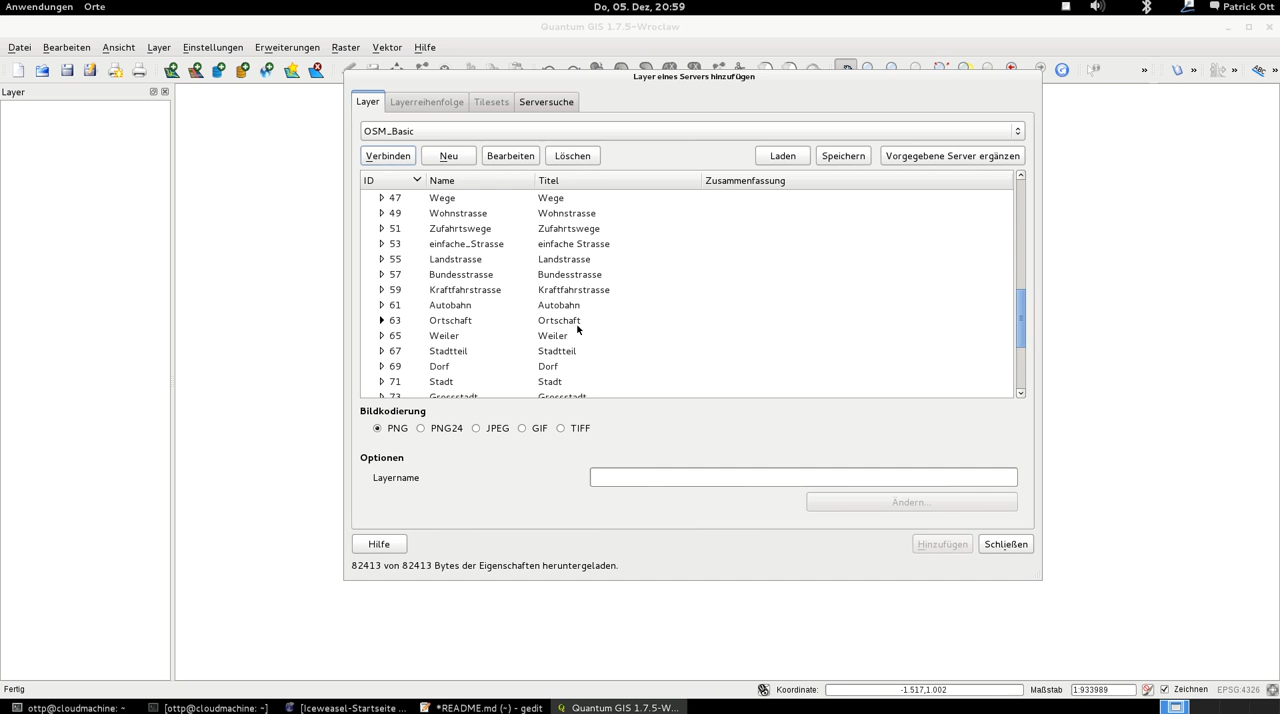 Anwendungen Orte Do, 05. Dez, 20:59 Patrick Ott
Quantum GIS 1.7.5-Wroclaw
Datei Bearbeiten Ansicht Layer Einstellungen Erweiterungen Raster Vektor Hilfe
Layer
Layer eines Servers hinzufügen
Layer Layerreihenfolge Tilesets Serversuche
OSM_Basic
Verbinden Neu Bearbeiten Löschen Laden Speichern Vorgegebene Server ergänzen
ID Name Titel Zusammenfassung
47 Wege Wege
49 Wohnstrasse Wohnstrasse
51 Zufahrtswege Zufahrtswege
53 einfache_Strasse einfache Strasse
55 Landstrasse Landstrasse
57 Bundesstrasse Bundesstrasse
59 Kraftfahrstrasse Kraftfahrstrasse
61 Autobahn Autobahn
63 Ortschaft Ortschaft
65 Weiler Weiler
67 Stadtteil Stadtteil
69 Dorf Dorf
71 Stadt Stadt
73 Grossstadt Grossstadt
Bildkodierung
PNG PNG24 JPEG GIF TIFF
Optionen
Layername
Ändern...
Hilfe Hinzufügen Schließen
82413 von 82413 Bytes der Eigenschaften heruntergeladen.
Fertig Koordinate: -1.517,1.002 Maßstab 1:933989 Zeichnen EPSG:4326
ottp@cloudmachine: ~ [ottp@cloudmachine: ~] [Iceweasel-Startseite ... *README.md (~) - gedit Quantum GIS 1.7.5-W...